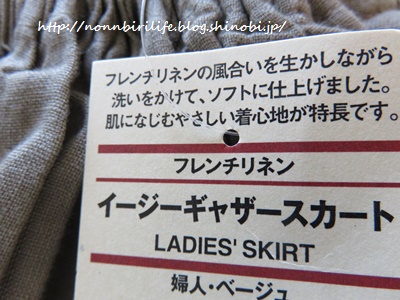 http://nonnbirilife.blog.shinobi.jp/
フレンチリネンの風合いを生かしながら
洗いをかけて、ソフトに仕上げました。
肌になじむやさしい着心地が特長です。
フレンチリネン
イージーギャザースカート
LADIES' SKIRT
婦人・ベージュ